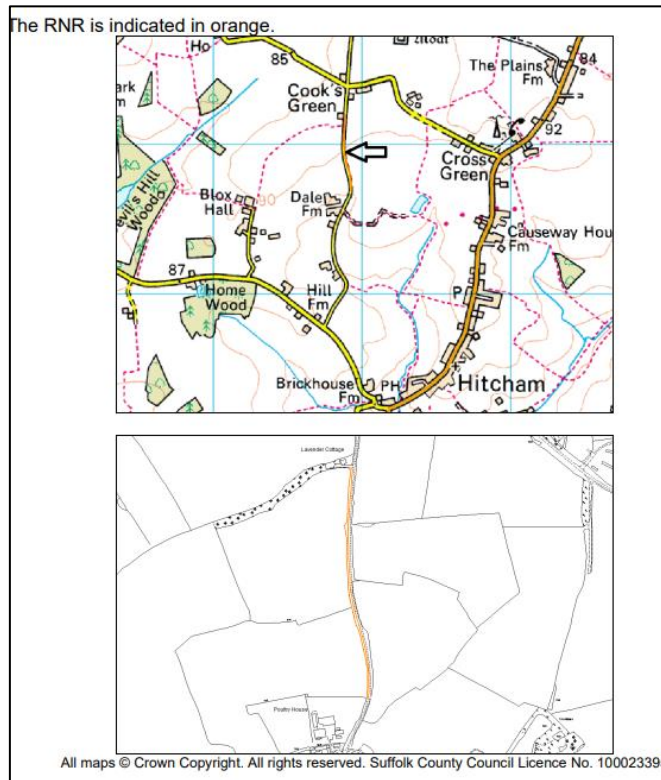 The RNR is indicated in orange.
Ho
Moat
85
84
The Plains
Fm
ark
m
Cook's
Green
92
Cross
Green
Devil's Hill
Wood
Blox
Hall
90
Dale
Fm
Causeway Hou
Fm
87
Home
Wood
Hill
Fm
P
Brickhouse
Fm
PH
Hitcham
Lavender Cottage
Poultry House
All maps © Crown Copyright. All rights reserved. Suffolk County Council Licence No. 10002339